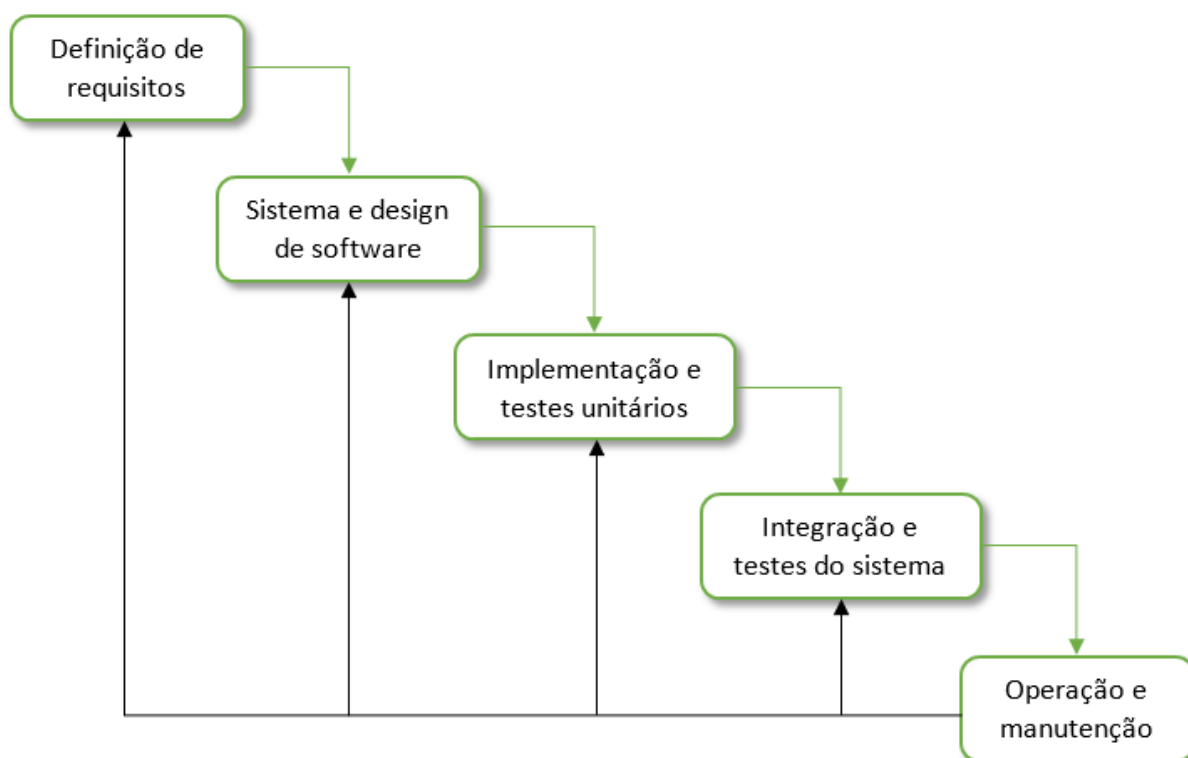 Definição de
requisitos
Sistema e design
de software
Implementação e
testes unitários
Integração e
testes do sistema
Operação e
manutenção